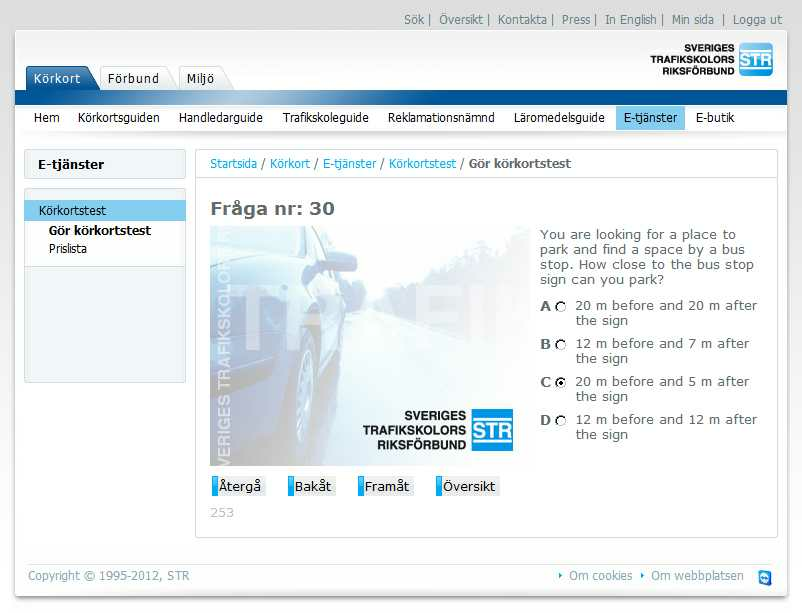 Sök | Översikt | Kontakta | Press | In English | Min sida | Logga ut
SVERIGES
TRAFIKSKOLORS
RIKSFÖRBUND
STR
Körkort Förbund Miljö
Hem Körkortsguiden Handledarguide Trafikskoleguide Reklamationsnämnd Läromedelsguide E-tjänster E-butik
E-tjänster
Körkortstest
Gör körkortstest
Prislista
Startsida / Körkort / E-tjänster / Körkortstest / Gör körkortstest
Fråga nr: 30
SVERIGES TRAFIKSKOLORS R
TRAFI
SVERIGES
TRAFIKSKOLORS
RIKSFÖRBUND
STR
You are looking for a place to
park and find a space by a bus
stop. How close to the bus stop
sign can you park?
A 20 m before and 20 m after
the sign
B 12 m before and 7 m after
the sign
C 20 m before and 5 m after
the sign
D 12 m before and 12 m after
the sign
Återgå Bakåt Framåt Översikt
253
Copyright © 1995-2012, STR
Om cookies Om webbplatsen